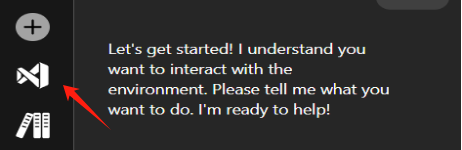 Let's get started! I understand you
want to interact with the
environment. Please tell me what you
want to do. I'm ready to help!